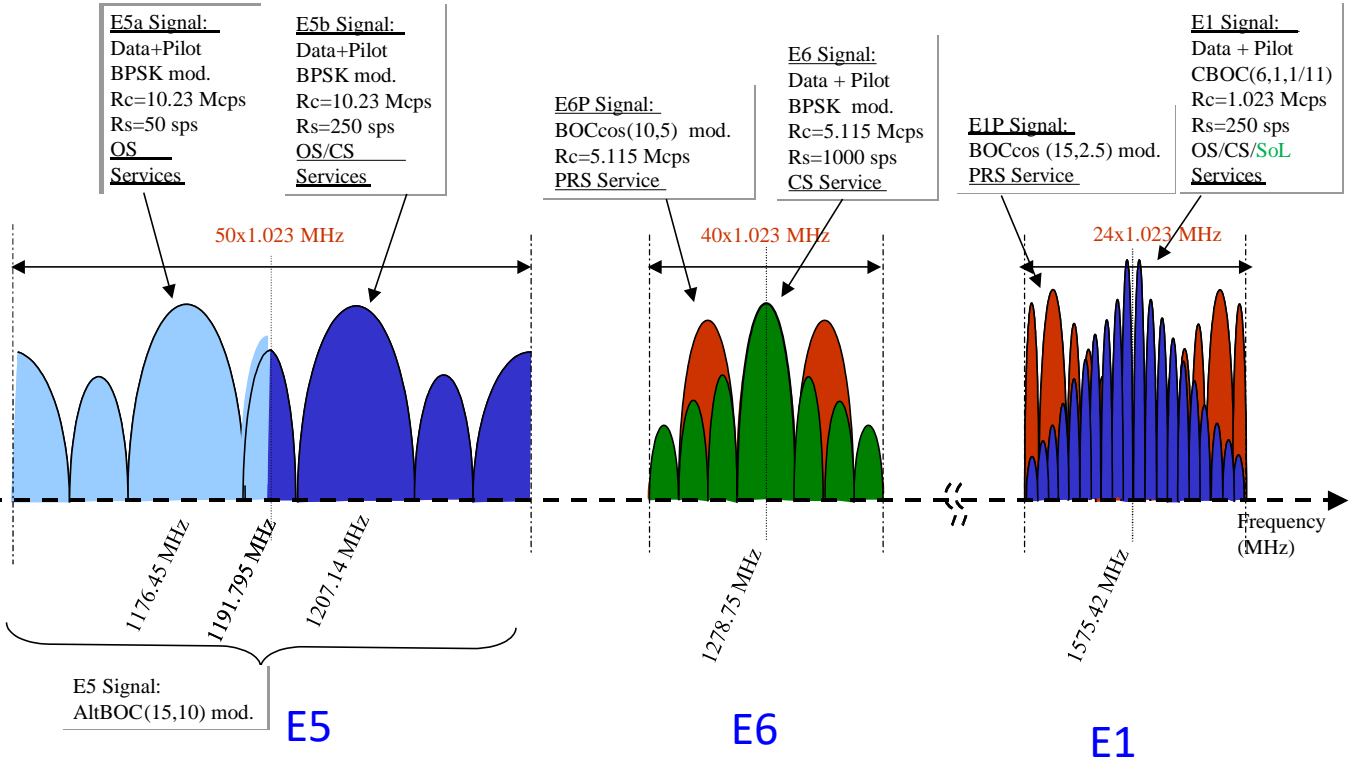 E5a Signal:
Data+Pilot
BPSK mod.
Rc=10.23 Mcps
Rs=50 sps
OS
Services
E5b Signal:
Data+Pilot
BPSK mod.
Rc=10.23 Mcps
Rs=250 sps
OS/CS
Services
E6P Signal:
BOCcos(10,5) mod.
Rc=5.115 Mcps
PRS Service
E6 Signal:
Data + Pilot
BPSK mod.
Rc=5.115 Mcps
Rs=1000 sps
CS Service
E1P Signal:
BOCcos (15,2.5) mod.
PRS Service
E1 Signal:
Data + Pilot
CBOC(6,1,1/11)
Rc=1.023 Mcps
Rs=250 sps
OS/CS/SoL
Services
50x1.023 MHz
40x1.023 MHz
24x1.023 MHz
Frequency
(MHz)
1176.45 MHz
1191.795 MHz
1207.14 MHz
1278.75 MHz
1575.42 MHz
E5 Signal:
AltBOC(15,10) mod.
E5
E6
E1